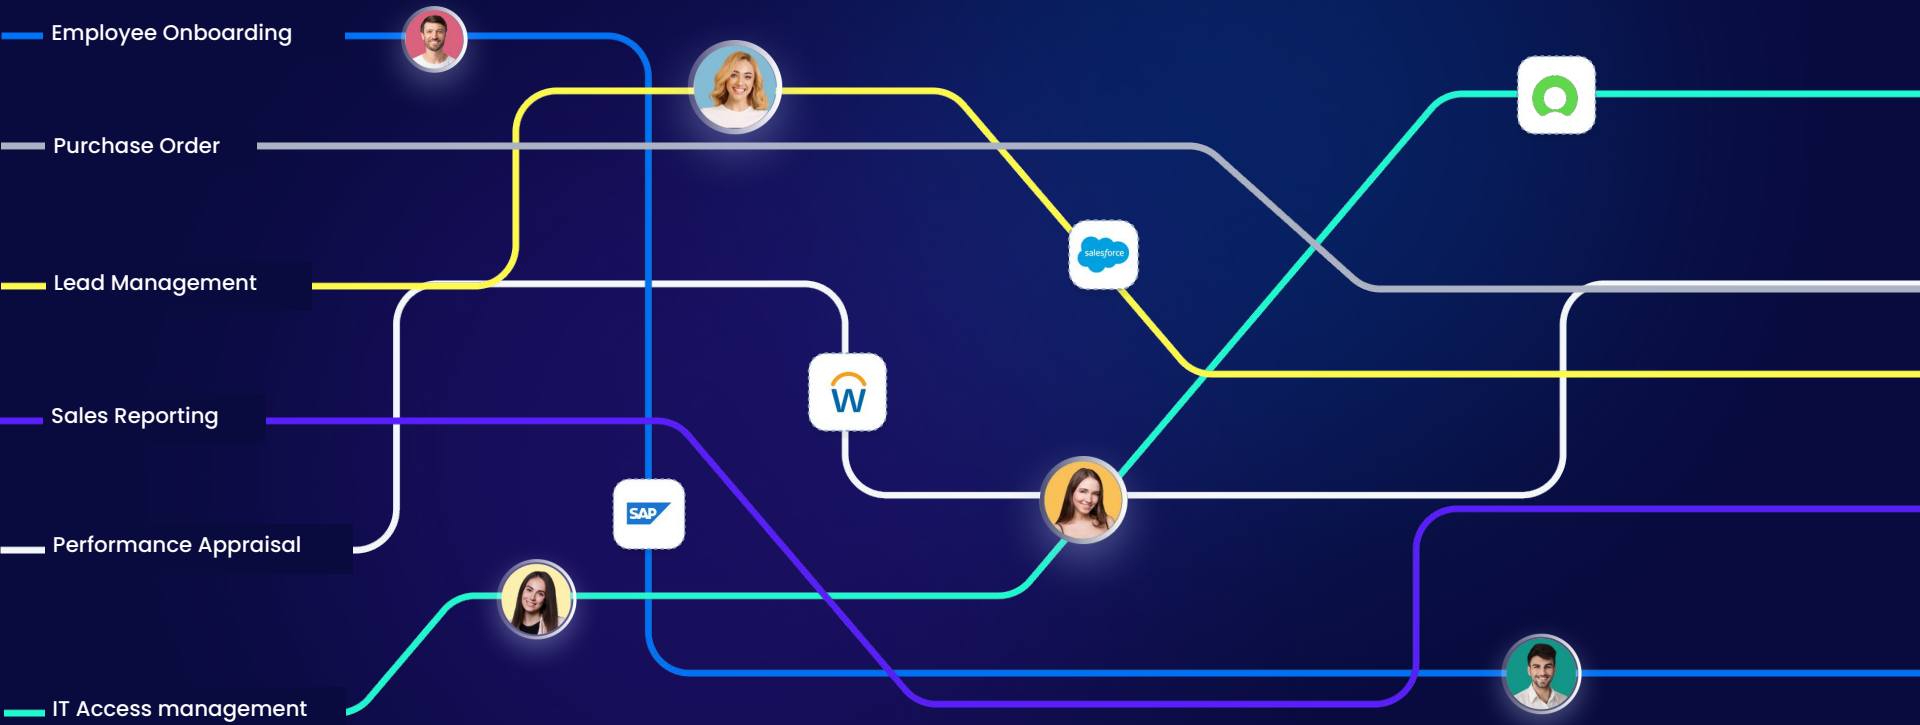 Employee Onboarding
Purchase Order
salesforce
Lead Management
W
Sales Reporting
SAP
Performance Appraisal
IT Access management